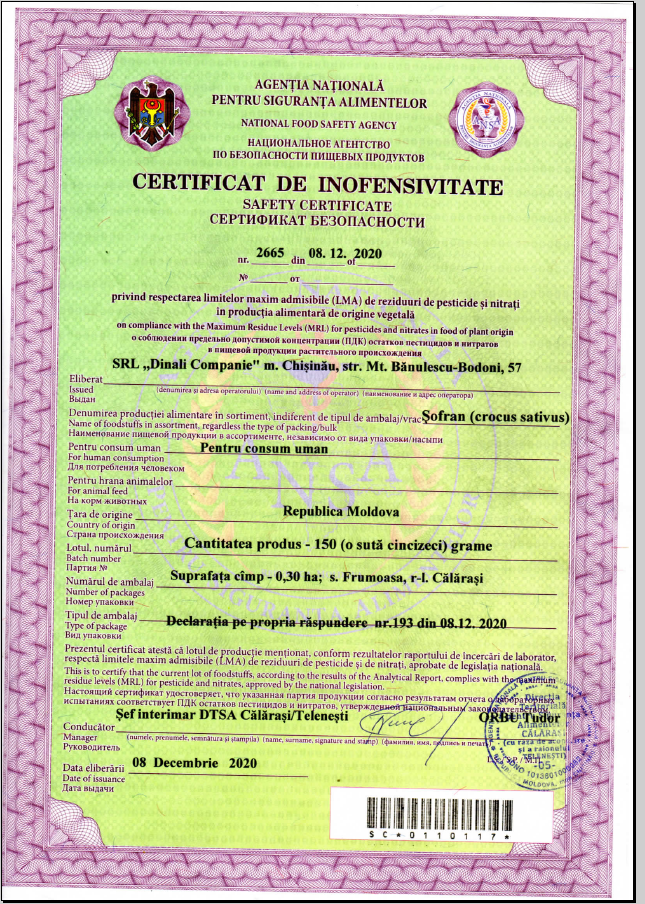 AGENȚIA NAȚIONALĂ
PENTRU SIGURANȚA ALIMENTELOR
NATIONAL FOOD SAFETY AGENCY
НАЦИОНАЛЬНОЕ АГЕНТСТВО
ПО БЕЗОПАСНОСТИ ПИЩЕВЫХ ПРОДУКТОВ
CERTIFICAT DE INOFENSIVITATE
SAFETY CERTIFICATE
СЕРТИФИКАТ БЕЗОПАСНОСТИ
nr. 2665 din 08. 12. 2020 of
№ от
privind respectarea limitelor maxim admisibile (LMA) de reziduuri de pesticide și nitrați
în producția alimentară de origine vegetală
on compliance with the Maximum Residue Levels (MRL) for pesticides and nitrates in food of plant origin
о соблюдении предельно допустимой концентрации (ПДК) остатков пестицидов и нитратов
в пищевой продукции растительного происхождения
SRL „Dinali Companie" m. Chișinău, str. Mt. Bănulescu-Bodoni, 57
Eliberat
Issued (denumirea și adresa operatorului) (name and address of operator) (наименование и адрес оператора)
Выдан
Denumirea producției alimentare în sortiment, indiferent de tipul de ambalaj/vrac Șofran (crocus sativus)
Name of foodstuffs in assortment, regardless the type of packing/bulk
Наименование пищевой продукции в ассортименте, независимо от вида упаковки/насыпи
Pentru consum uman Pentru consum uman
For human consumption
Для потребления человеком
Pentru hrana animalelor
For animal feed
На корм животных
Țara de origine Republica Moldova
Country of origin
Страна происхождения
Lotul, numărul Cantitatea produs - 150 (o sută cincizeci) grame
Batch number
Партия №
Numărul de ambalaj Suprafața cîmp - 0,30 ha; s. Frumoasa, r-l. Călărași
Number of packages
Номер упаковки
Tipul de ambalaj Declarația pe propria răspundere nr.193 din 08.12. 2020
Type of package
Вид упаковки
Prezentul certificat atestă că lotul de producție menționat, conform rezultatelor raportului de încercări de laborator,
respectă limitele maxim admisibile (LMA) de reziduuri de pesticide și de nitrați, aprobate de legislația națională.
This is to certify that the current lot of foodstuffs, according to the results of the Analytical Report, complies with the maximum
residue levels (MRL) for pesticide and nitrates, approved by the national legislation.
Настоящий сертификат удостоверяет, что указанная партия продукции согласно результатам отчета о лабораторных
испытаниях соответствует ПДК остатков пестицидов и нитратов, утвержденной национальным законодательством
Șef interimar DTSA Călărași/Telenești ORBU Tudor
Conducător
Manager (numele, prenumele, semnătura și ștampila) (name, surname, signature and stamp) (фамилия, имя, подпись и печать)
Руководитель
Direcția
Teritorială
Alimentelor
CĂLĂRAȘI
și a raionului
TELENEȘTI)
-05-
08 Decembrie 2020
Data eliberării
Date of issuance
Дата выдачи
SC*0110117*
ANSA